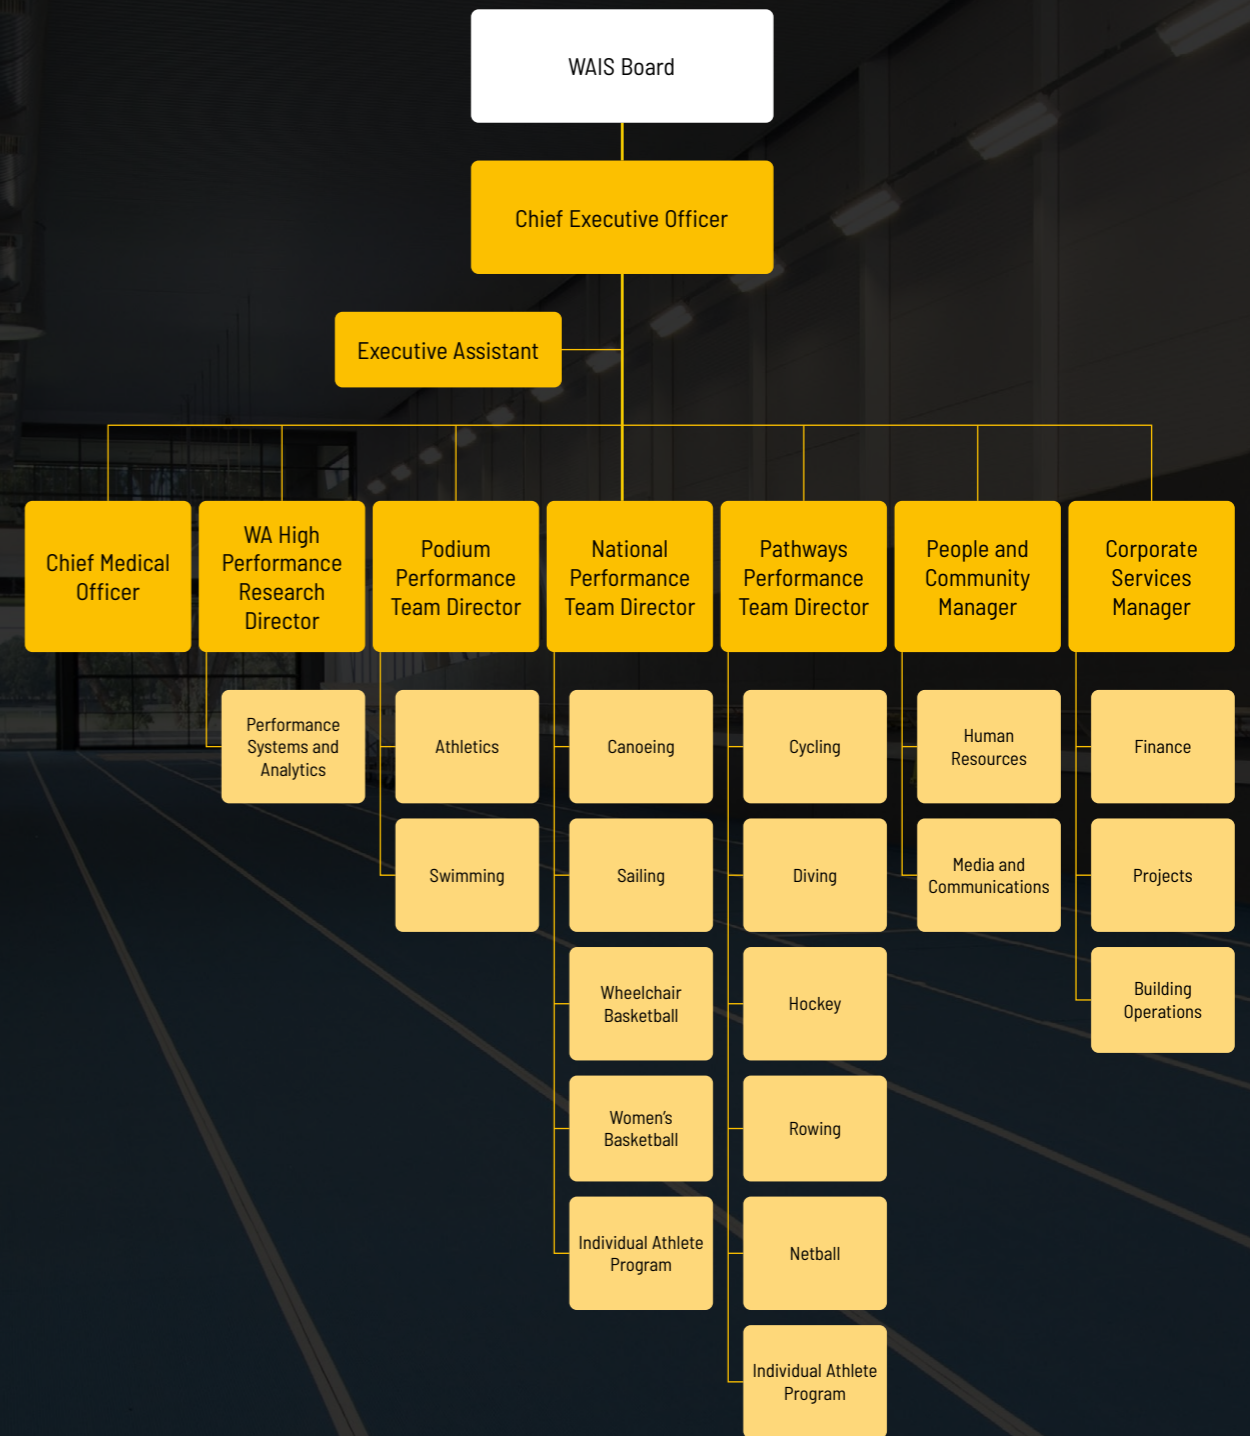 WAIS Board
Chief Executive Officer
Executive Assistant
Chief Medical
Officer
WA High
Performance
Research
Director
Podium
Performance
Team Director
National
Performance
Team Director
Pathways
Performance
Team Director
People and
Community
Manager
Corporate
Services
Manager
Performance
Systems and
Analytics
Athletics
Swimming
Canoeing
Sailing
Wheelchair
Basketball
Women’s
Basketball
Individual Athlete
Program
Cycling
Diving
Hockey
Rowing
Netball
Individual Athlete
Program
Human
Resources
Media and
Communications
Finance
Projects
Building
Operations